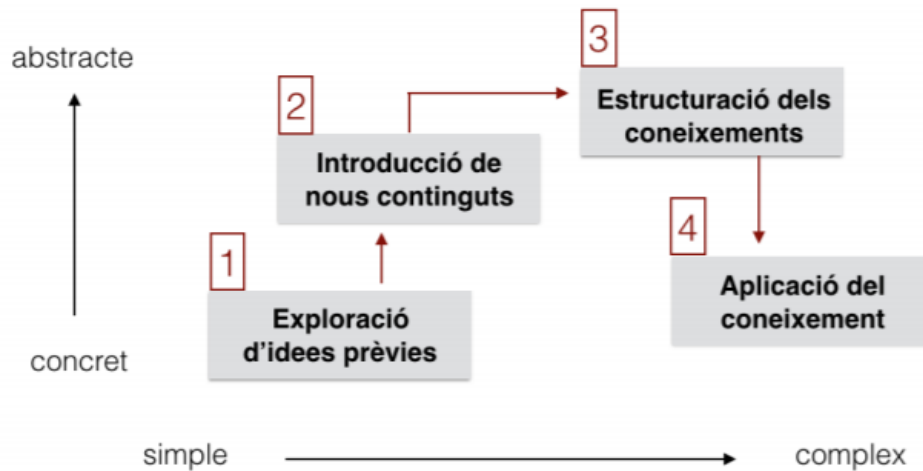 abstracte
3
Estructuració dels
coneixements
2
Introducció de
nous continguts
4
Aplicació del
coneixement
1
Exploració
d'idees prèvies
concret
simple
complex